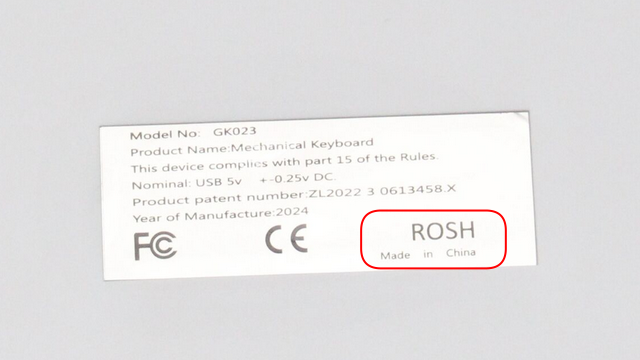 Model No: GK023
Product Name:Mechanical Keyboard
This device complies with part 15 of the Rules.
Nominal: USB 5v +-0.25v DC.
Product patent number:ZL2022 3 0613458.X
Year of Manufacture:2024
FC CE ROSH
Made in China